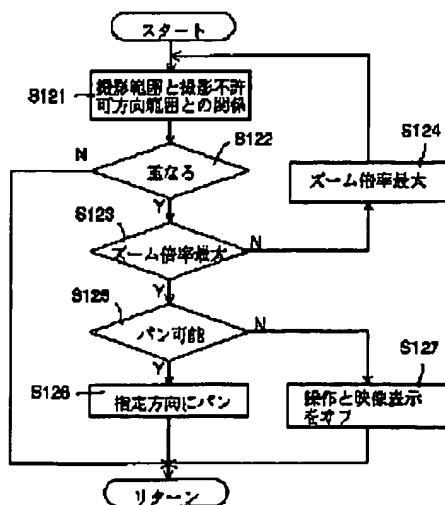 スタート
S121
撮影範囲と撮影不許
可方向範囲との関係
S122
N
重なる
S124
ズーム倍率最大
Y
S123
ズーム倍率最大
N
Y
S125
パン可能
N
Y
S127
S126
指定方向にパン
操作と映像表示
をオフ
リターン